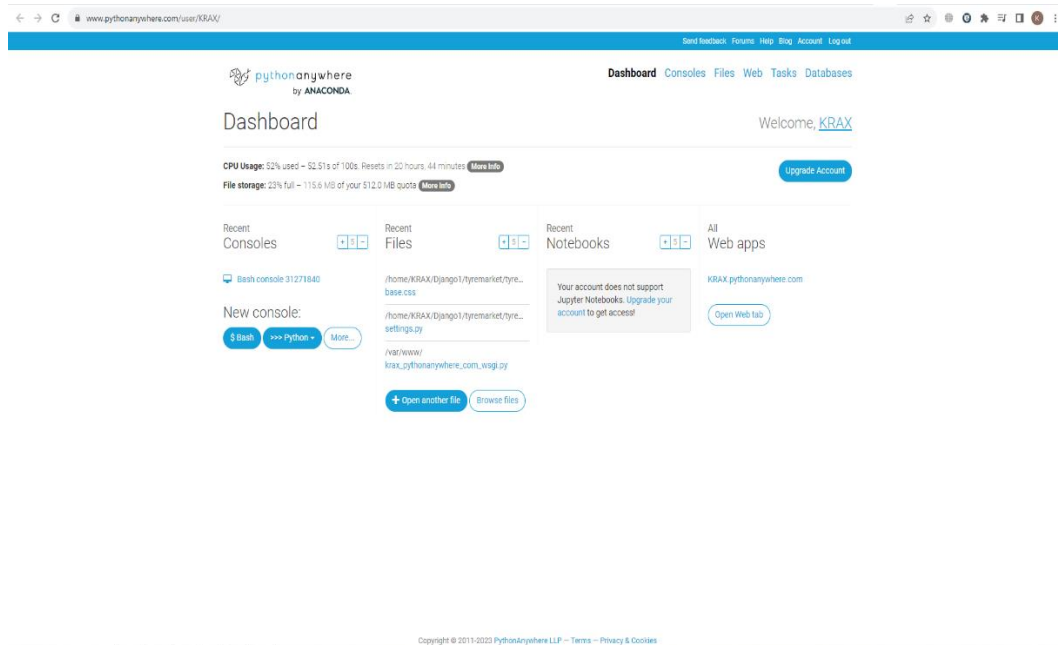 www.pythonanywhere.com/user/KRAX/
Send feedback Forums Help Blog Account Log out
pythonanywhere
by ANACONDA.
Dashboard Consoles Files Web Tasks Databases
Dashboard
Welcome, KRAX
CPU Usage: 52% used – 52.51s of 100s. Resets in 20 hours, 44 minutes More Info
File storage: 23% full – 115.6 MB of your 512.0 MB quota More Info
Upgrade Account
Recent
Consoles
+ 5 -
Bash console 31271840
New console:
$ Bash >>> Python More...
Recent
Files
+ 5 -
/home/KRAX/Django1/tyremarket/tyre…
base.css
/home/KRAX/Django1/tyremarket/tyre…
settings.py
/var/www/
krax_pythonanywhere_com_wsgi.py
+ Open another file Browse files
Recent
Notebooks
+ 5 -
Your account does not support
Jupyter Notebooks. Upgrade your
account to get access!
All
Web apps
KRAX.pythonanywhere.com
Open Web tab
Copyright © 2011-2023 PythonAnywhere LLP — Terms — Privacy & Cookies